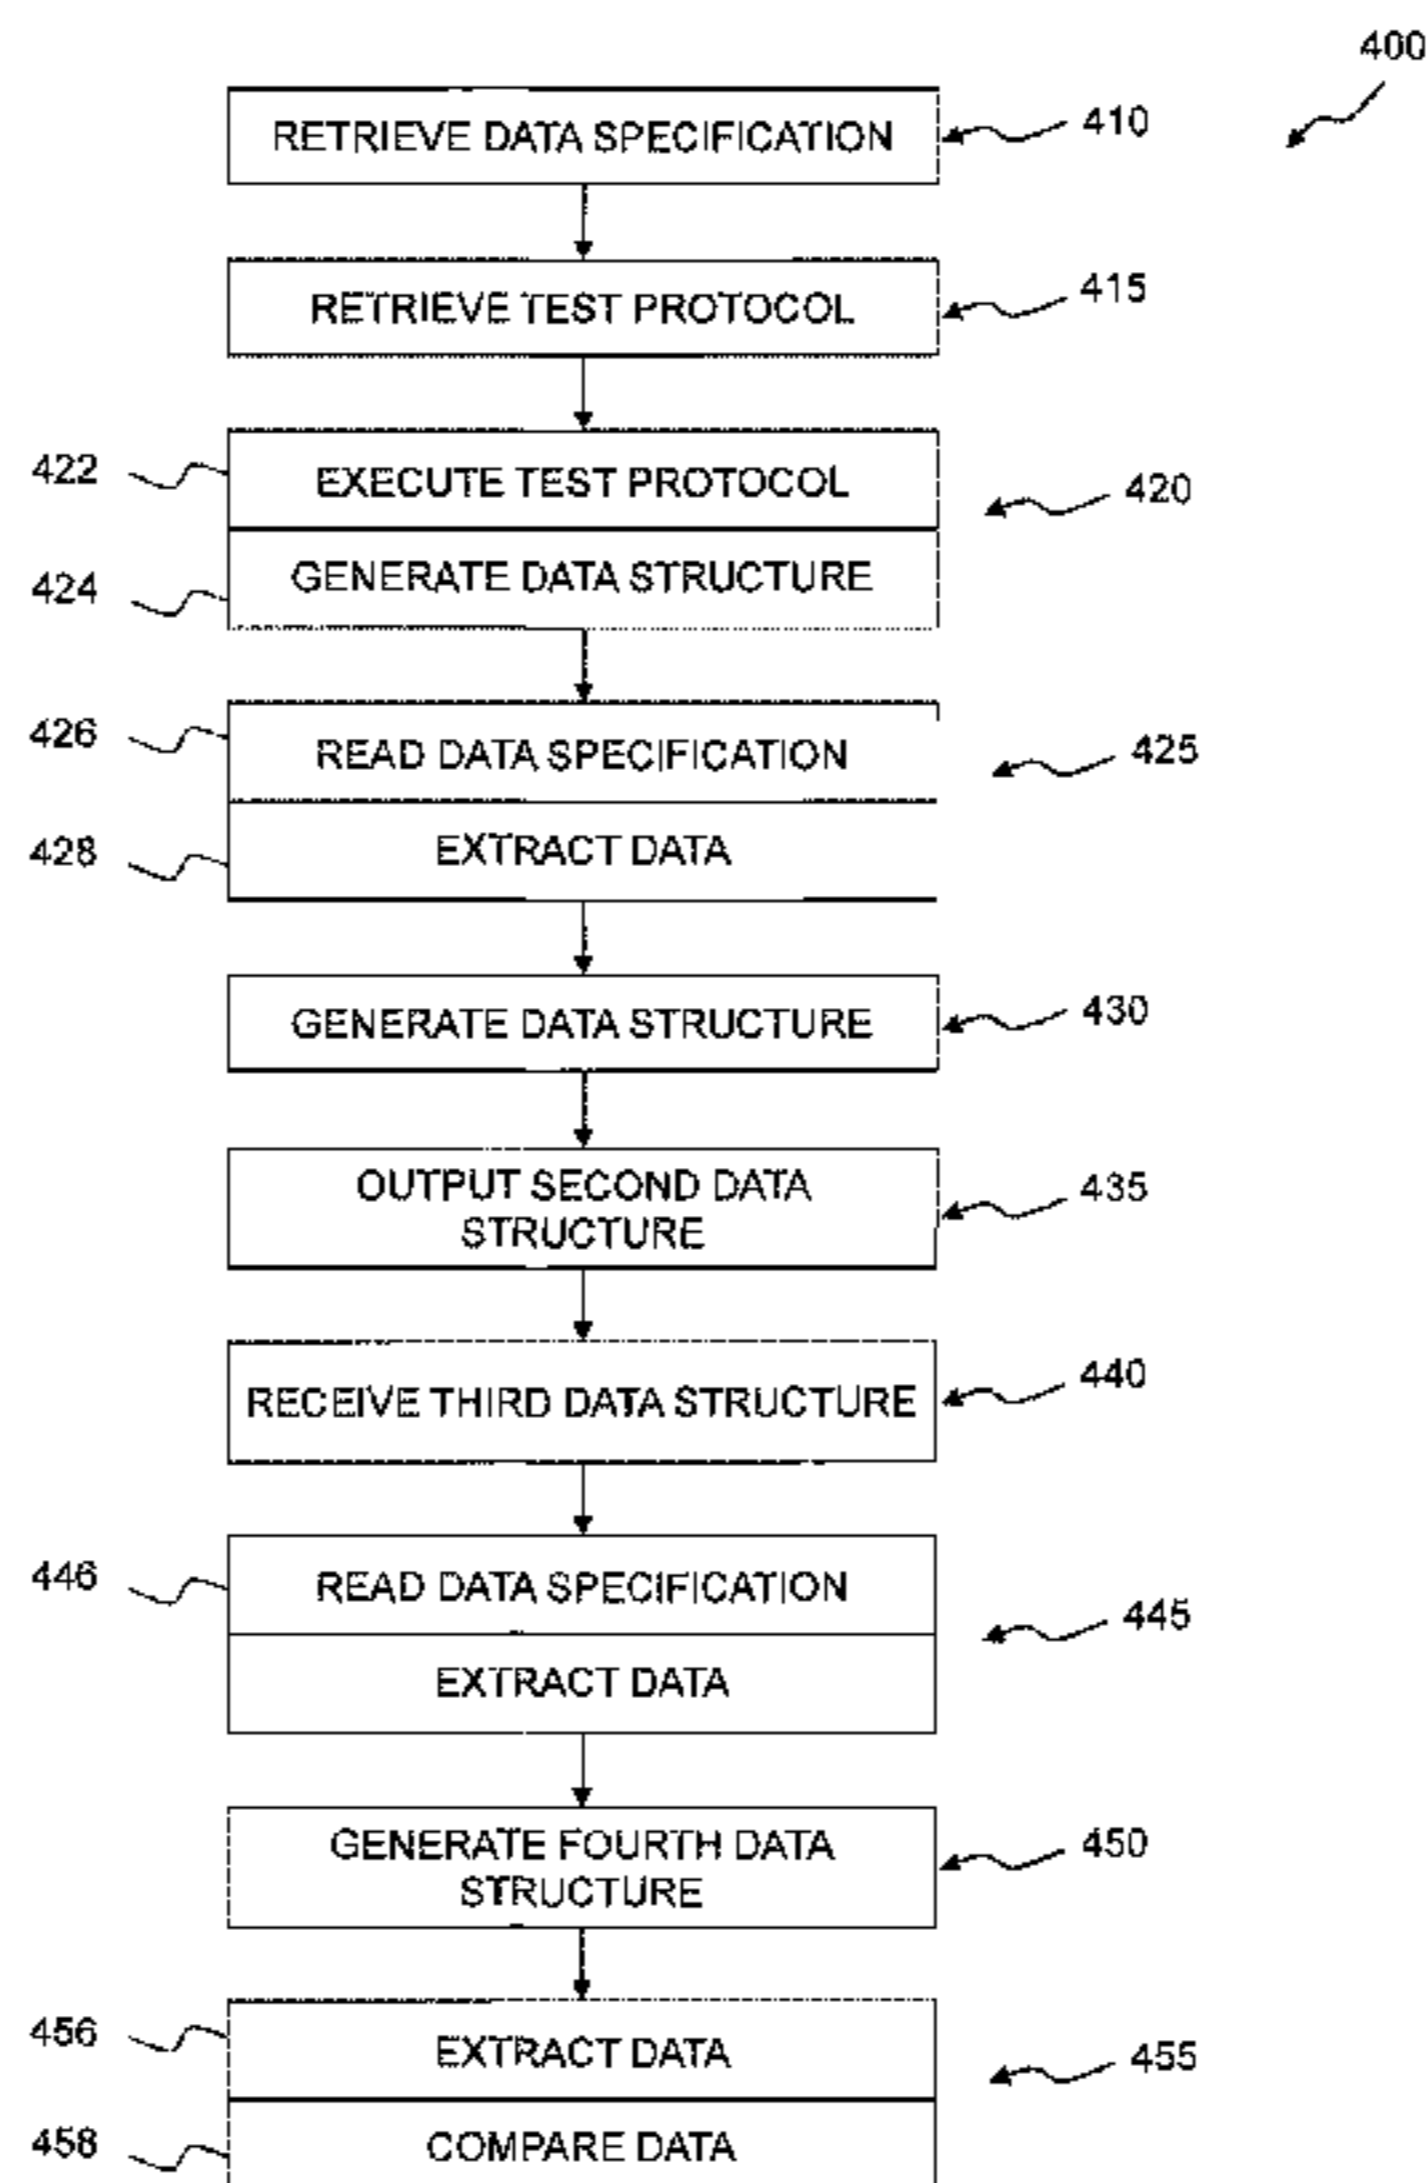 400
RETRIEVE DATA SPECIFICATION
410
RETRIEVE TEST PROTOCOL
415
422
EXECUTE TEST PROTOCOL
420
424
GENERATE DATA STRUCTURE
426
READ DATA SPECIFICATION
425
428
EXTRACT DATA
GENERATE DATA STRUCTURE
430
OUTPUT SECOND DATA
STRUCTURE
435
RECEIVE THIRD DATA STRUCTURE
440
446
READ DATA SPECIFICATION
445
EXTRACT DATA
GENERATE FOURTH DATA
STRUCTURE
450
456
EXTRACT DATA
455
458
COMPARE DATA